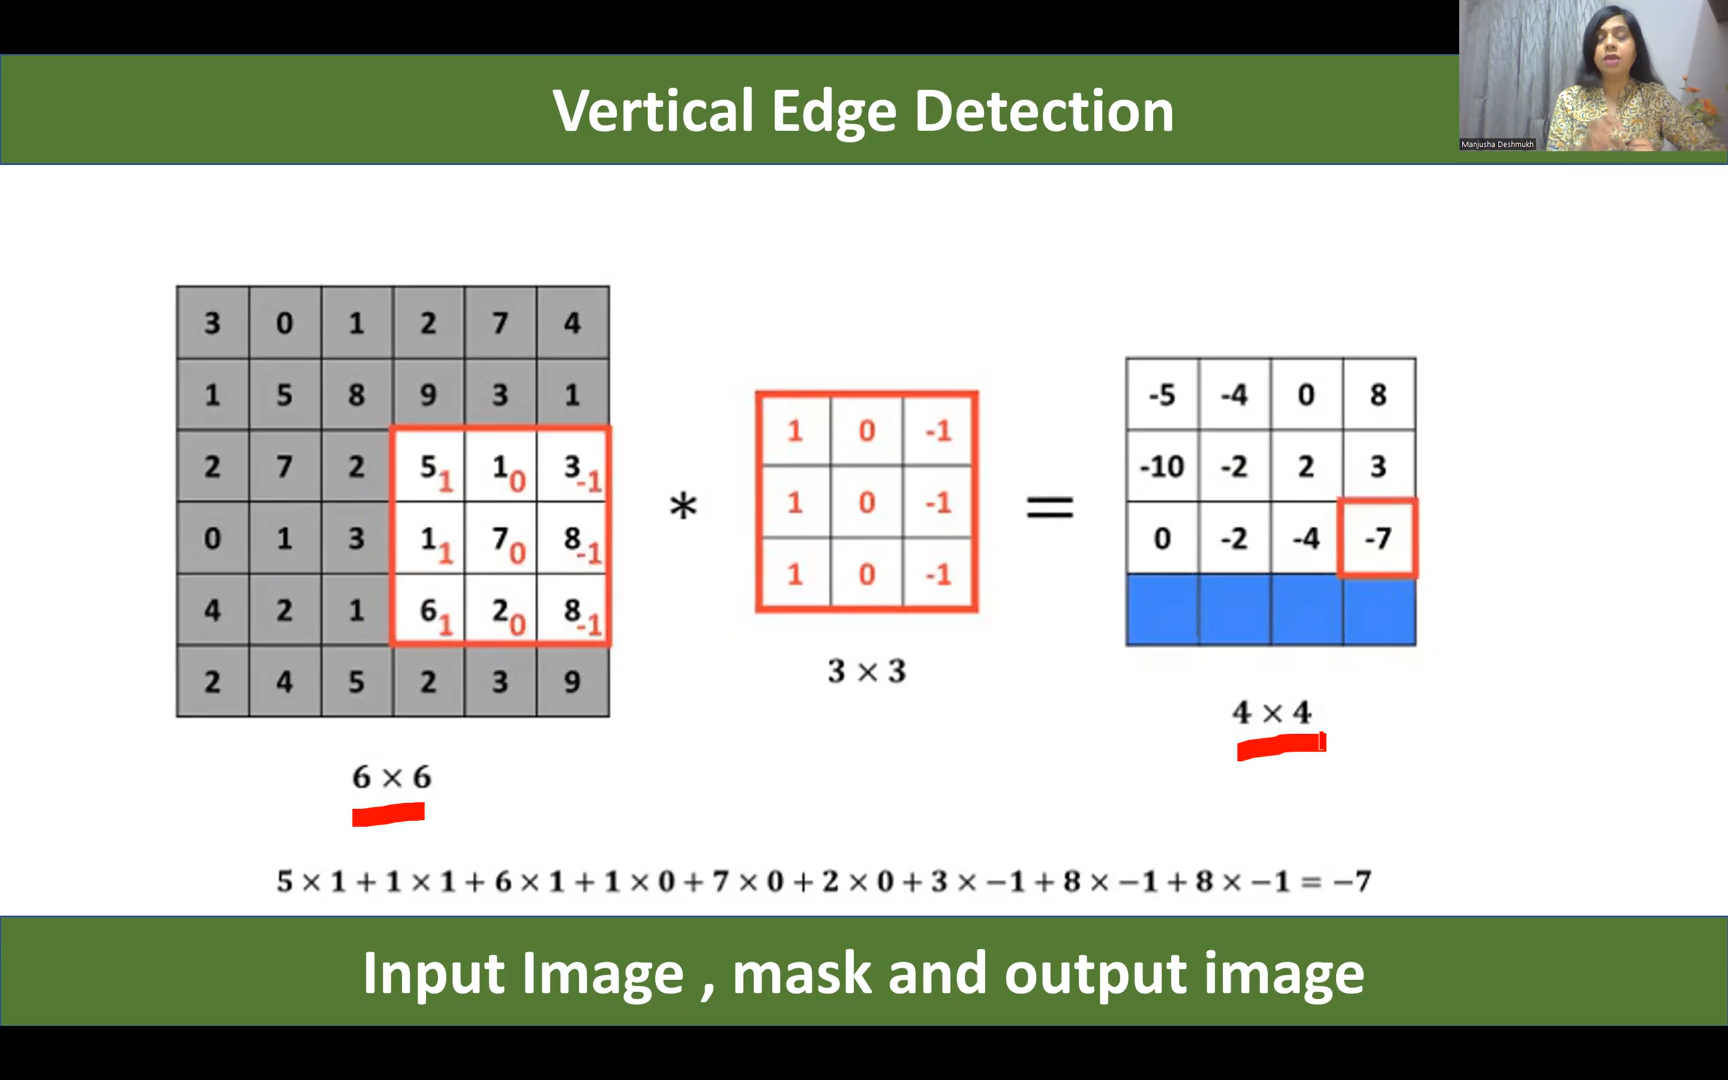 Vertical Edge Detection
Manjusha Deshmukh
3 0 1 2 7 4
1 5 8 9 3 1
2 7 2 5 1 1 0 3 -1
0 1 3 1 1 7 0 8 -1
4 2 1 6 1 2 0 8 -1
2 4 5 2 3 9
6 × 6
*
1 0 -1
1 0 -1
1 0 -1
3 × 3
=
-5 -4 0 8
-10 -2 2 3
0 -2 -4 -7
4 × 4
5 × 1 + 1 × 1 + 6 × 1 + 1 × 0 + 7 × 0 + 2 × 0 + 3 × −1 + 8 × −1 + 8 × −1 = −7
Input Image , mask and output image